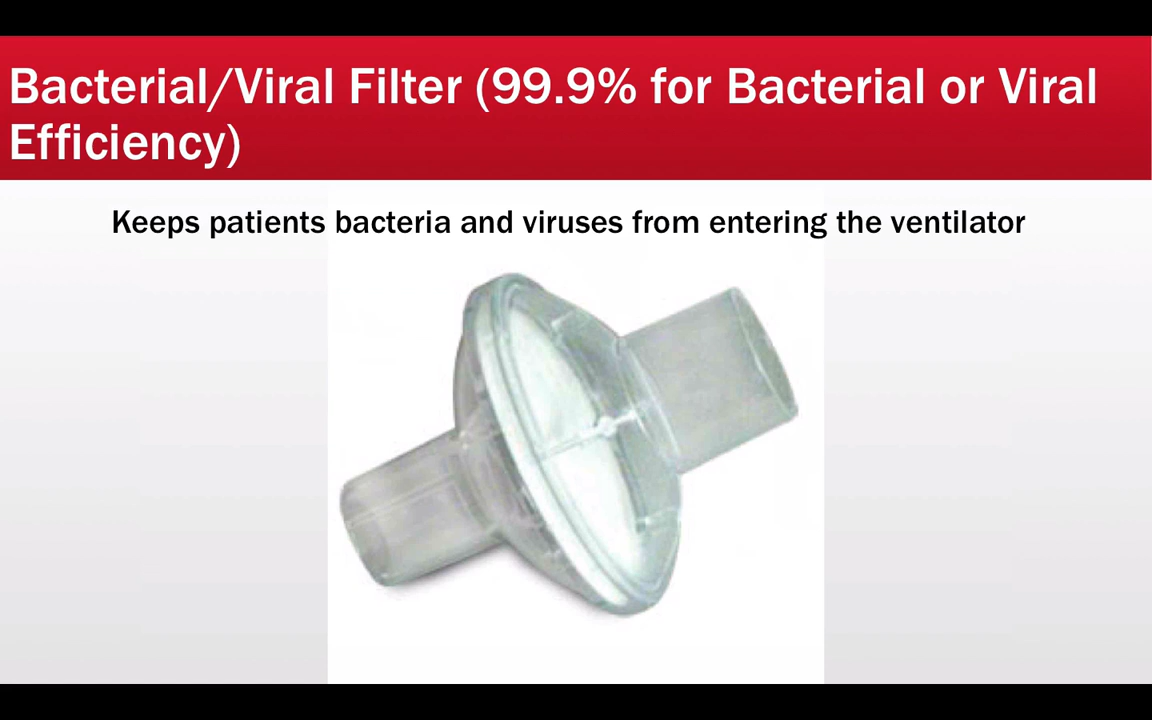 Bacterial/Viral Filter (99.9% for Bacterial or Viral
Efficiency)
Keeps patients bacteria and viruses from entering the ventilator